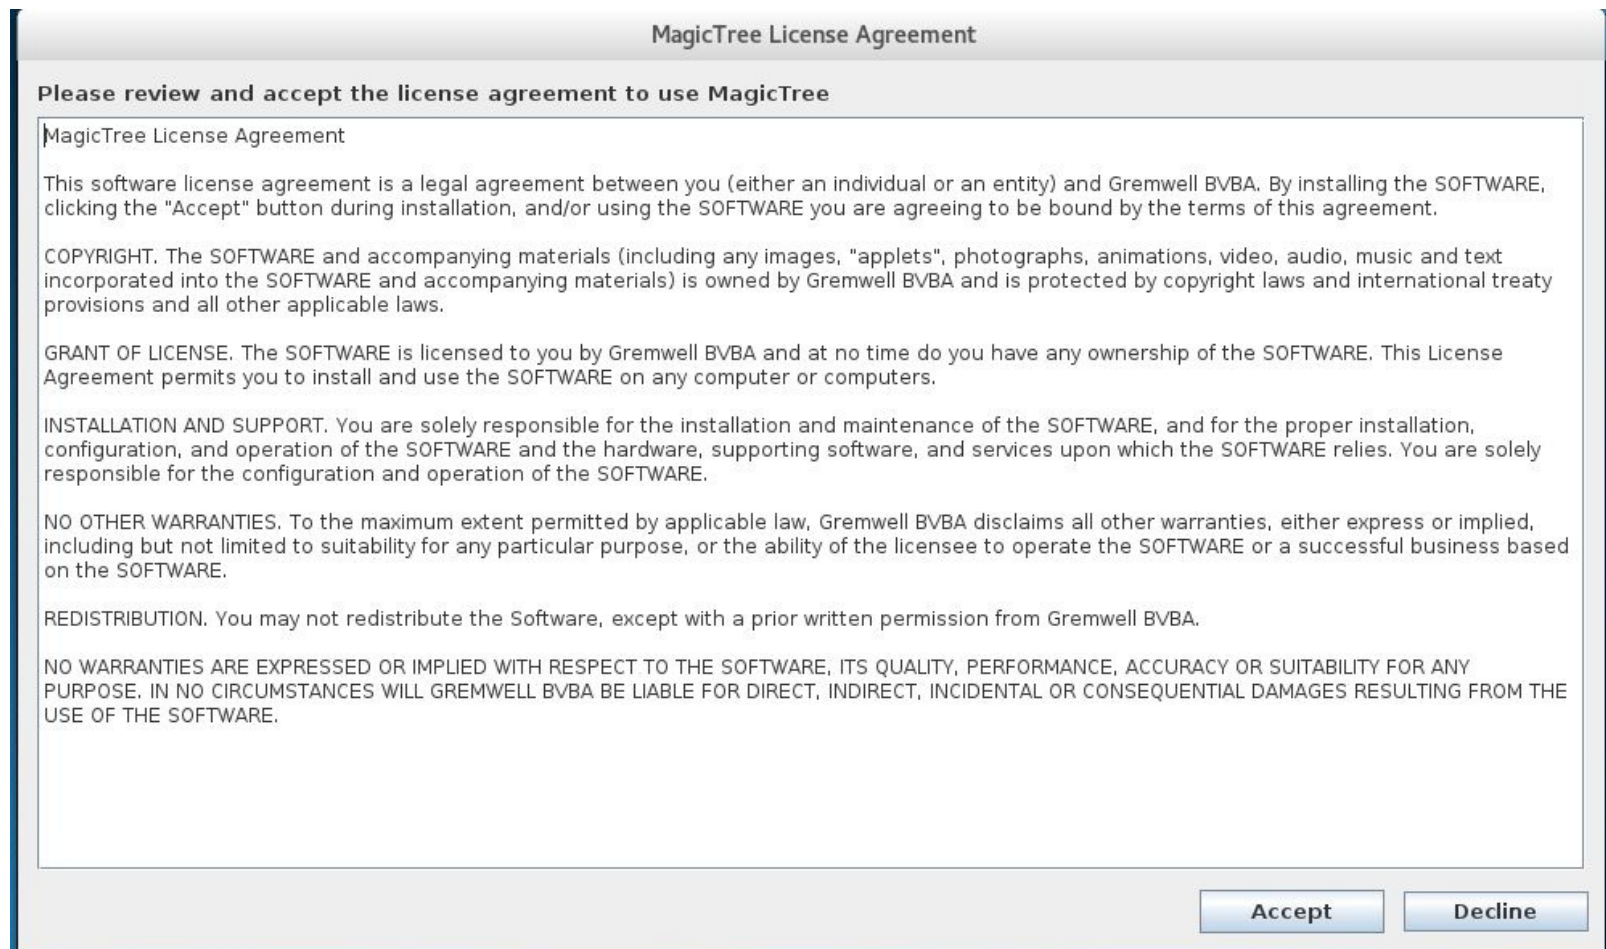 MagicTree License Agreement
Please review and accept the license agreement to use MagicTree
MagicTree License Agreement
This software license agreement is a legal agreement between you (either an individual or an entity) and Gremwell BVBA. By installing the SOFTWARE,
clicking the "Accept" button during installation, and/or using the SOFTWARE you are agreeing to be bound by the terms of this agreement.
COPYRIGHT. The SOFTWARE and accompanying materials (including any images, "applets", photographs, animations, video, audio, music and text
incorporated into the SOFTWARE and accompanying materials) is owned by Gremwell BVBA and is protected by copyright laws and international treaty
provisions and all other applicable laws.
GRANT OF LICENSE. The SOFTWARE is licensed to you by Gremwell BVBA and at no time do you have any ownership of the SOFTWARE. This License
Agreement permits you to install and use the SOFTWARE on any computer or computers.
INSTALLATION AND SUPPORT. You are solely responsible for the installation and maintenance of the SOFTWARE, and for the proper installation,
configuration, and operation of the SOFTWARE and the hardware, supporting software, and services upon which the SOFTWARE relies. You are solely
responsible for the configuration and operation of the SOFTWARE.
NO OTHER WARRANTIES. To the maximum extent permitted by applicable law, Gremwell BVBA disclaims all other warranties, either express or implied,
including but not limited to suitability for any particular purpose, or the ability of the licensee to operate the SOFTWARE or a successful business based
on the SOFTWARE.
REDISTRIBUTION. You may not redistribute the Software, except with a prior written permission from Gremwell BVBA.
NO WARRANTIES ARE EXPRESSED OR IMPLIED WITH RESPECT TO THE SOFTWARE, ITS QUALITY, PERFORMANCE, ACCURACY OR SUITABILITY FOR ANY
PURPOSE. IN NO CIRCUMSTANCES WILL GREMWELL BVBA BE LIABLE FOR DIRECT, INDIRECT, INCIDENTAL OR CONSEQUENTIAL DAMAGES RESULTING FROM THE
USE OF THE SOFTWARE.
Accept
Decline